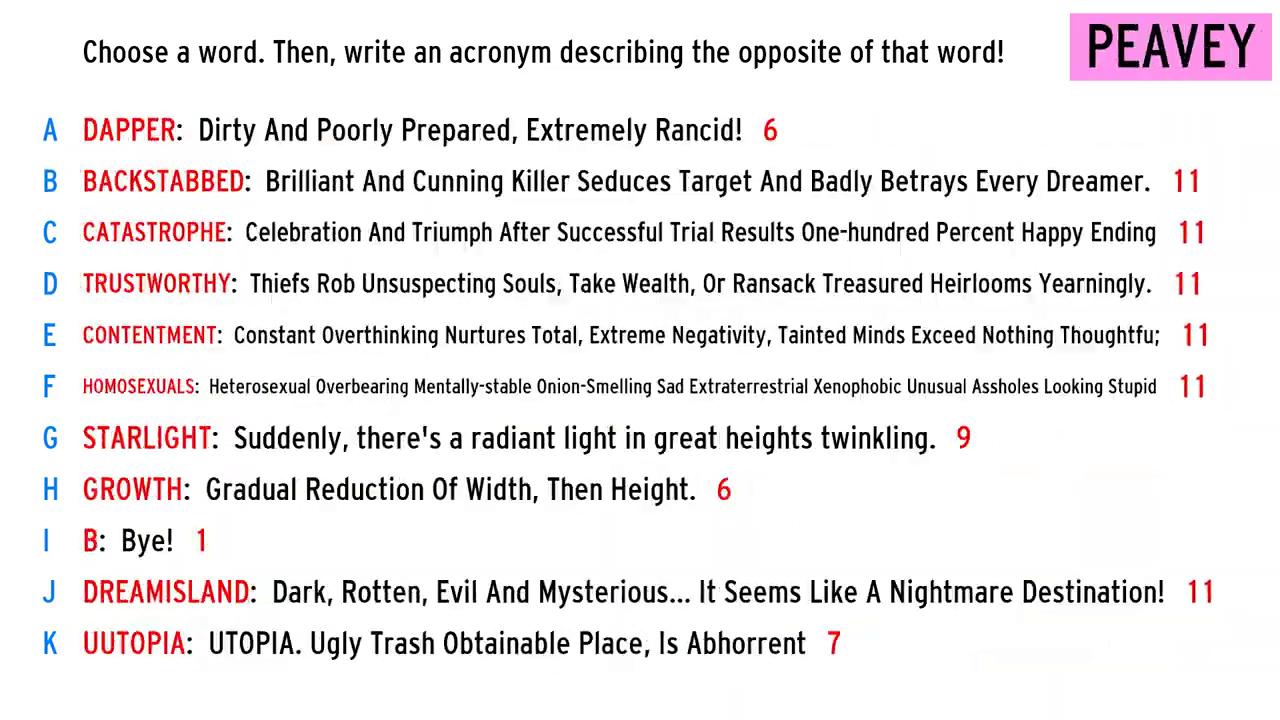 Choose a word. Then, write an acronym describing the opposite of that word!
PEAVEY
A DAPPER: Dirty And Poorly Prepared, Extremely Rancid! 6
B BACKSTABBED: Brilliant And Cunning Killer Seduces Target And Badly Betrays Every Dreamer. 11
C CATASTROPHE: Celebration And Triumph After Successful Trial Results One-hundred Percent Happy Ending 11
D TRUSTWORTHY: Thiefs Rob Unsuspecting Souls, Take Wealth, Or Ransack Treasured Heirlooms Yearningly. 11
E CONTENTMENT: Constant Overthinking Nurtures Total, Extreme Negativity, Tainted Minds Exceed Nothing Thoughtfu; 11
F HOMOSEXUALS: Heterosexual Overbearing Mentally-stable Onion-Smelling Sad Extraterrestrial Xenophobic Unusual Assholes Looking Stupid 11
G STARLIGHT: Suddenly, there's a radiant light in great heights twinkling. 9
H GROWTH: Gradual Reduction Of Width, Then Height. 6
I B: Bye! 1
J DREAMISLAND: Dark, Rotten, Evil And Mysterious... It Seems Like A Nightmare Destination! 11
K UUTOPIA: UTOPIA. Ugly Trash Obtainable Place, Is Abhorrent 7